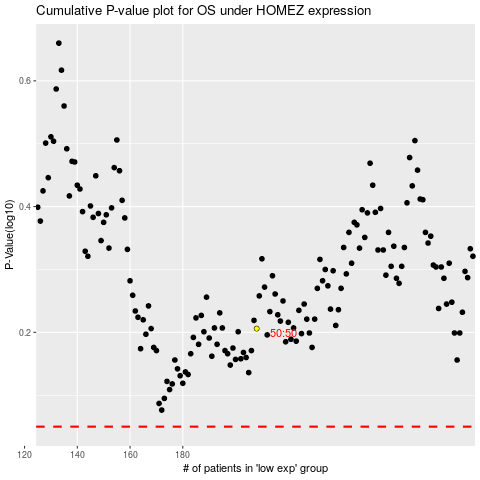 Cumulative P-value plot for OS under HOMEZ expression
P-Value(log10)
0.6
0.4
0.2
50:50
120 140 160 180
# of patients in 'low exp' group